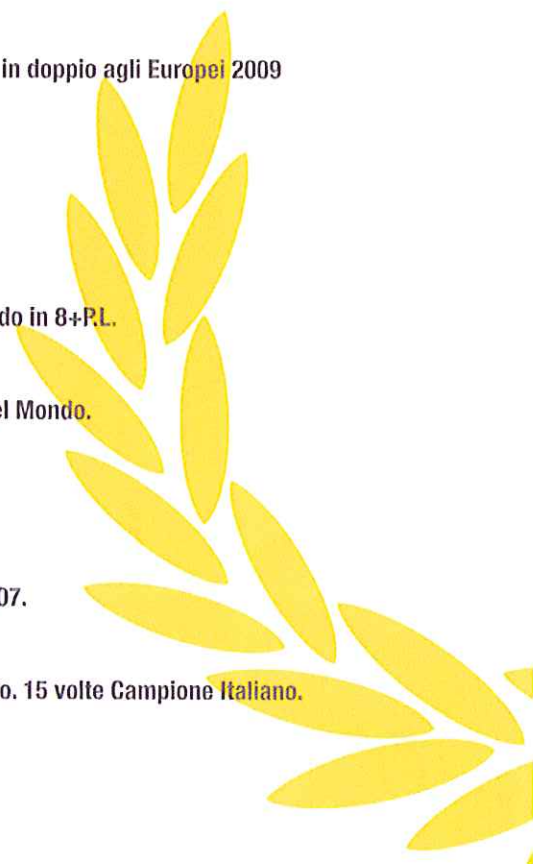 in doppio agli Europei 2009
do in 8+P.L.
el Mondo.
07.
o. 15 volte Campione Italiano.